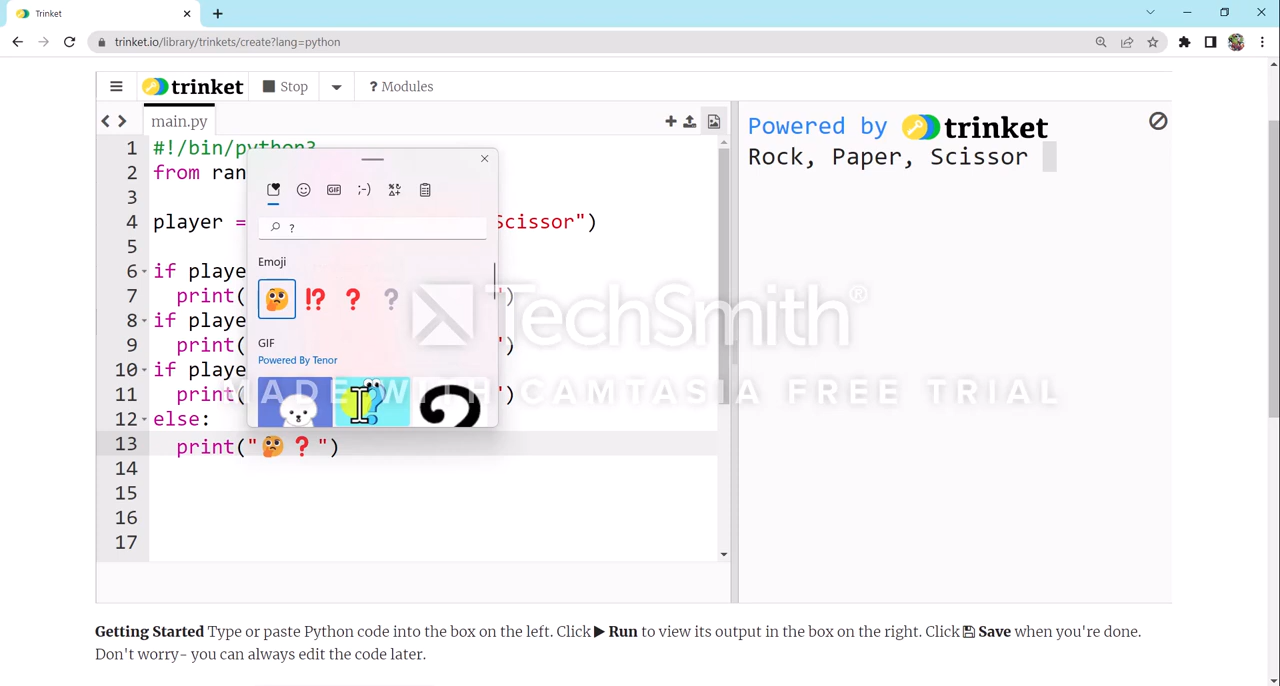 Trinket
trinket.io/library/trinkets/create?lang=python
trinket
Stop
? Modules
main.py
Powered by trinket
Rock, Paper, Scissor
1 #!/bin/python3
2 from ran
3
4 player = Scissor")
5
6 if playe
7 print( ")
8 if playe
9 print( ")
10 if playe
11 print( ")
12 else:
13 print("🤔❓")
14
15
16
17
GIF
;-)
?
Emoji
🤔 ⁉ ❓ ❔
GIF
Powered By Tenor
TechSmith®
MADE WITH CAMTASIA FREE TRIAL
Getting Started Type or paste Python code into the box on the left. Click ▶ Run to view its output in the box on the right. Click Save when you're done.
Don't worry- you can always edit the code later.